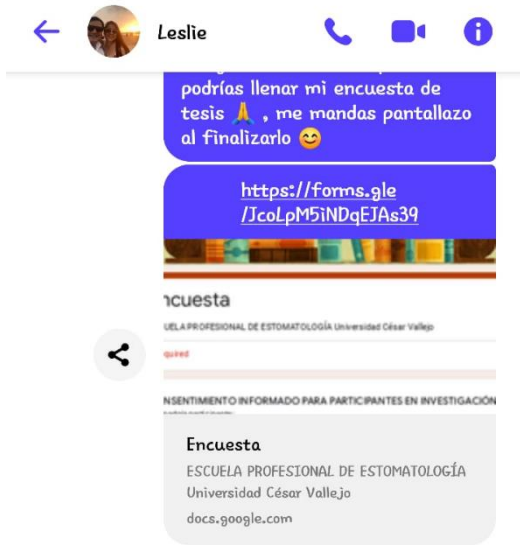 Leslie
podrías llenar mi encuesta de
tesis 🙏 , me mandas pantallazo
al finalizarlo 😊
https://forms.gle
/JcoLpM5iNDqEJAs39
ncuesta
UELA PROFESIONAL DE ESTOMATOLOGÍA Universidad César Vallejo
quired
NSENTIMIENTO INFORMADO PARA PARTICIPANTES EN INVESTIGACIÓN
Encuesta
ESCUELA PROFESIONAL DE ESTOMATOLOGÍA
Universidad César Vallejo
docs.google.com